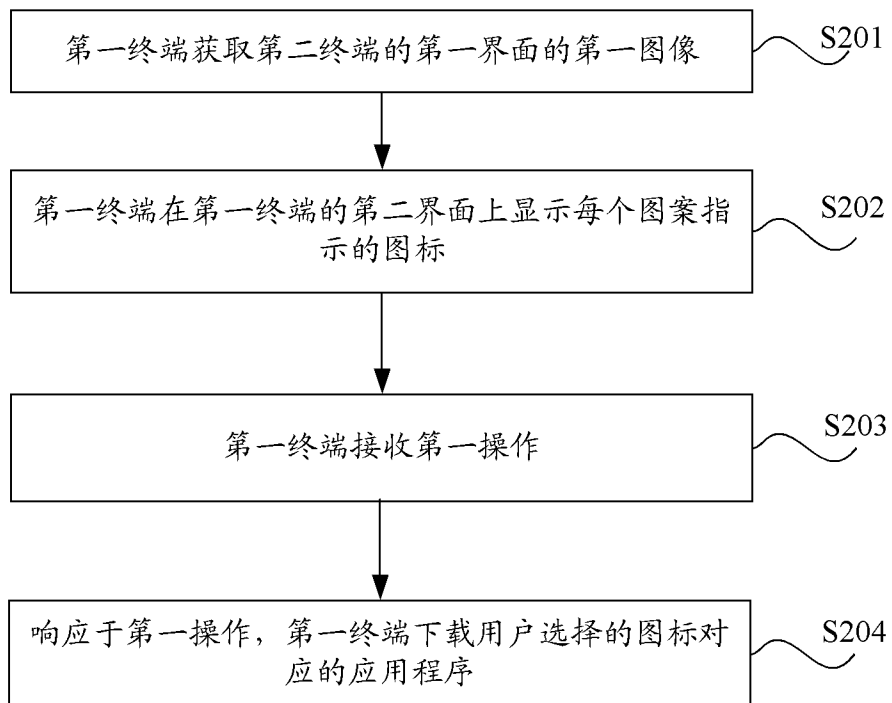 第一终端获取第二终端的第一界面的第一图像
S201
第一终端在第一终端的第二界面上显示每个图案指
示的图标
S202
第一终端接收第一操作
S203
响应于第一操作，第一终端下载用户选择的图标对
应的应用程序
S204